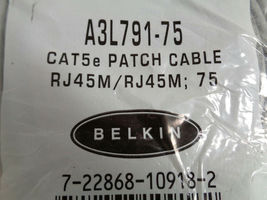 A3L791-75
CAT5e PATCH CABLE
RJ45M/RJ45M; 75
BELKIN
7-22868-10918-2